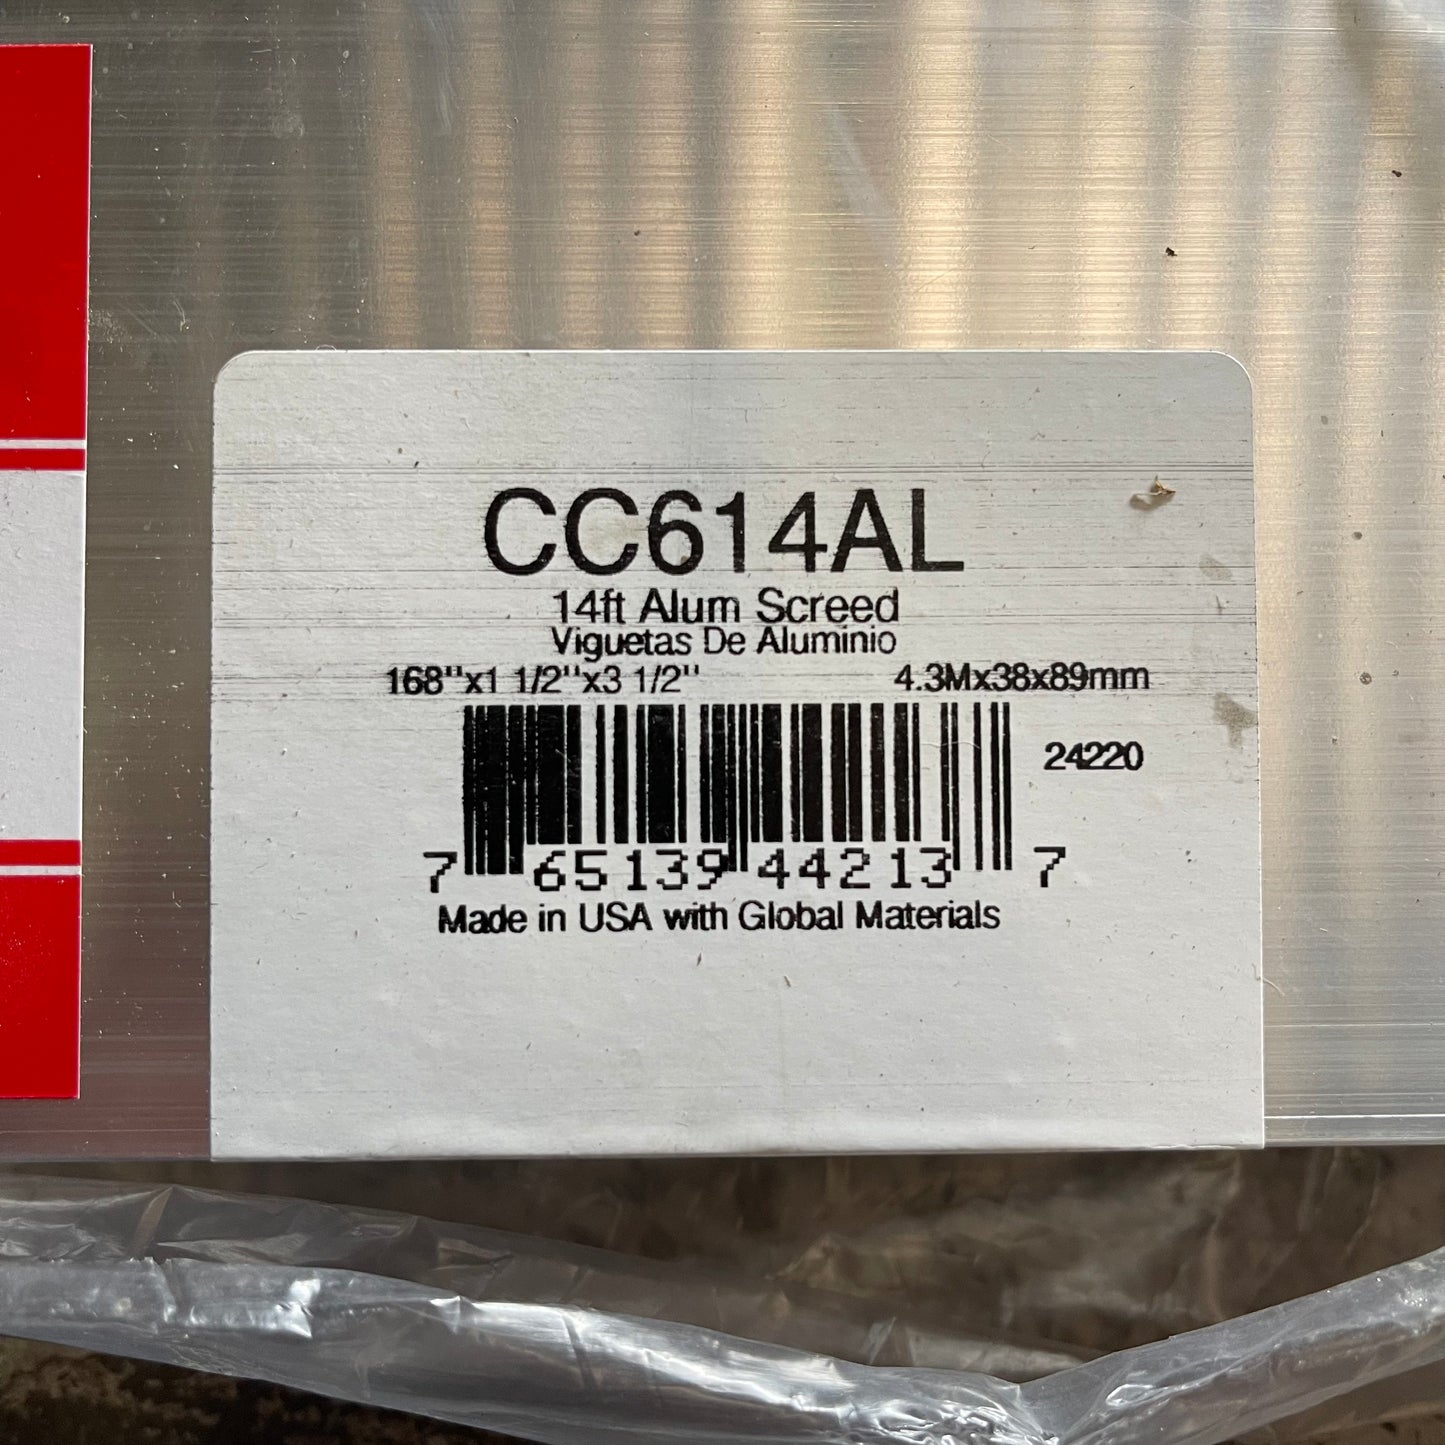 CC614AL
14ft Alum Screed
Viguetas De Aluminio
168"x1 1/2"x3 1/2" 4.3Mx38x89mm
24220
7 65139 44213 7
Made in USA with Global Materials